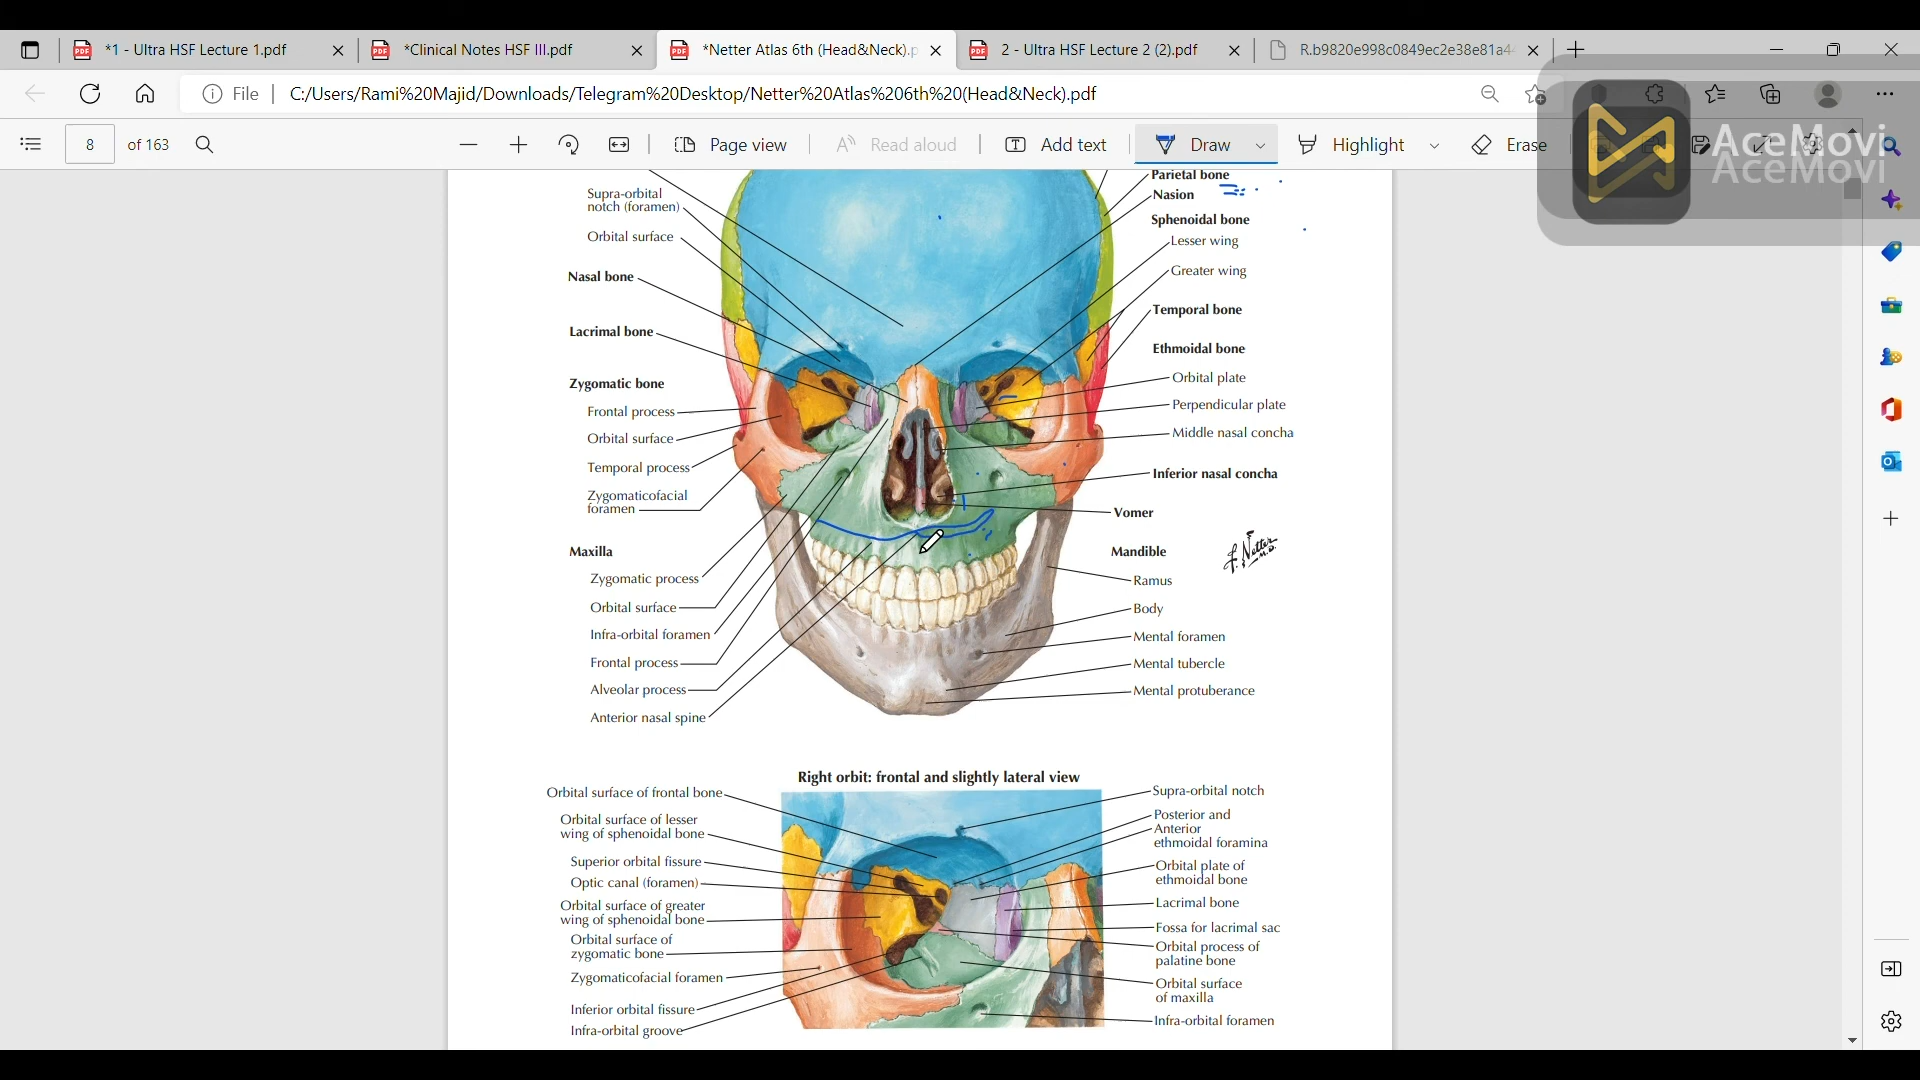 *1 - Ultra HSF Lecture 1.pdf
*Clinical Notes HSF III.pdf
*Netter Atlas 6th (Head&Neck).p
2 - Ultra HSF Lecture 2 (2).pdf
R.b9820e998c0849ec2e38e81a4
File
C:/Users/Rami%20Majid/Downloads/Telegram%20Desktop/Netter%20Atlas%206th%20(Head&Neck).pdf
8 of 163
Page view
Read aloud
Add text
Draw
Highlight
Erase
AceMovi
AceMovi
Supra-orbital
notch (foramen)
Orbital surface
Nasal bone
Lacrimal bone
Zygomatic bone
Frontal process
Orbital surface
Temporal process
Zygomaticofacial
foramen
Maxilla
Zygomatic process
Orbital surface
Infra-orbital foramen
Frontal process
Alveolar process
Anterior nasal spine
Parietal bone
Nasion
Sphenoidal bone
Lesser wing
Greater wing
Temporal bone
Ethmoidal bone
Orbital plate
Perpendicular plate
Middle nasal concha
Inferior nasal concha
Vomer
Mandible
Ramus
Body
Mental foramen
Mental tubercle
Mental protuberance
F. Netter
M.D.
Right orbit: frontal and slightly lateral view
Orbital surface of frontal bone
Orbital surface of lesser
wing of sphenoidal bone
Superior orbital fissure
Optic canal (foramen)
Orbital surface of greater
wing of sphenoidal bone
Orbital surface of
zygomatic bone
Zygomaticofacial foramen
Inferior orbital fissure
Infra-orbital groove
Supra-orbital notch
Posterior and
Anterior
ethmoidal foramina
Orbital plate of
ethmoidal bone
Lacrimal bone
Fossa for lacrimal sac
Orbital process of
palatine bone
Orbital surface
of maxilla
Infra-orbital foramen